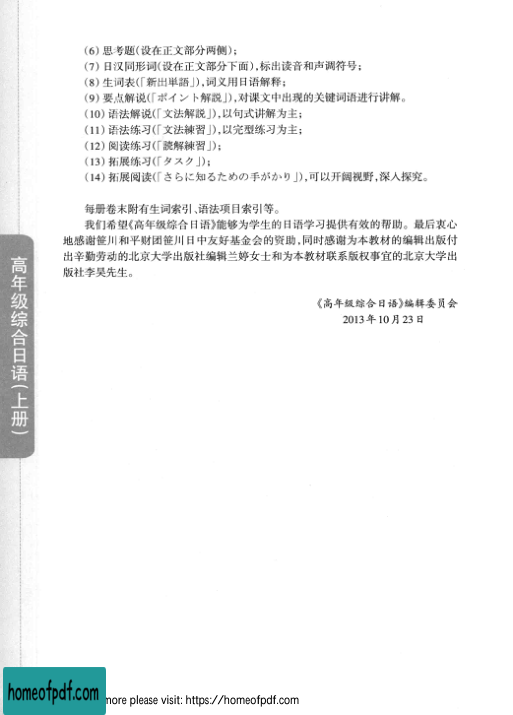 (6) 思考题(设在正文部分两侧);
(7) 日汉同形词(设在正文部分下面),标出读音和声调符号;
(8) 生词表(「新出単語」),词义用日语解释;
(9) 要点解说(「ポイント解説」),对课文中出现的关键词语进行讲解。
(10) 语法解说(「文法解説」),以句式讲解为主;
(11) 语法练习(「文法練習」),以完型练习为主;
(12) 阅读练习(「読解練習」);
(13) 拓展练习(「タスク」);
(14) 拓展阅读(「さらに知るための手がかり」),可以开阔视野,深入探究。
每册卷末附有生词索引、语法项目索引等。
我们希望《高年级综合日语》能够为学生的日语学习提供有效的帮助。最后衷心
地感谢笹川和平财团笹川日中友好基金会的资助,同时感谢为本教材的编辑出版付
出辛勤劳动的北京大学出版社编辑兰婷女士和为本教材联系版权事宜的北京大学出
版社李昊先生。
《高年级综合日语》编辑委员会
2013 年 10 月 23 日
高年级综合日语(上册)
homeofpdf.com
more please visit: https://homeofpdf.com